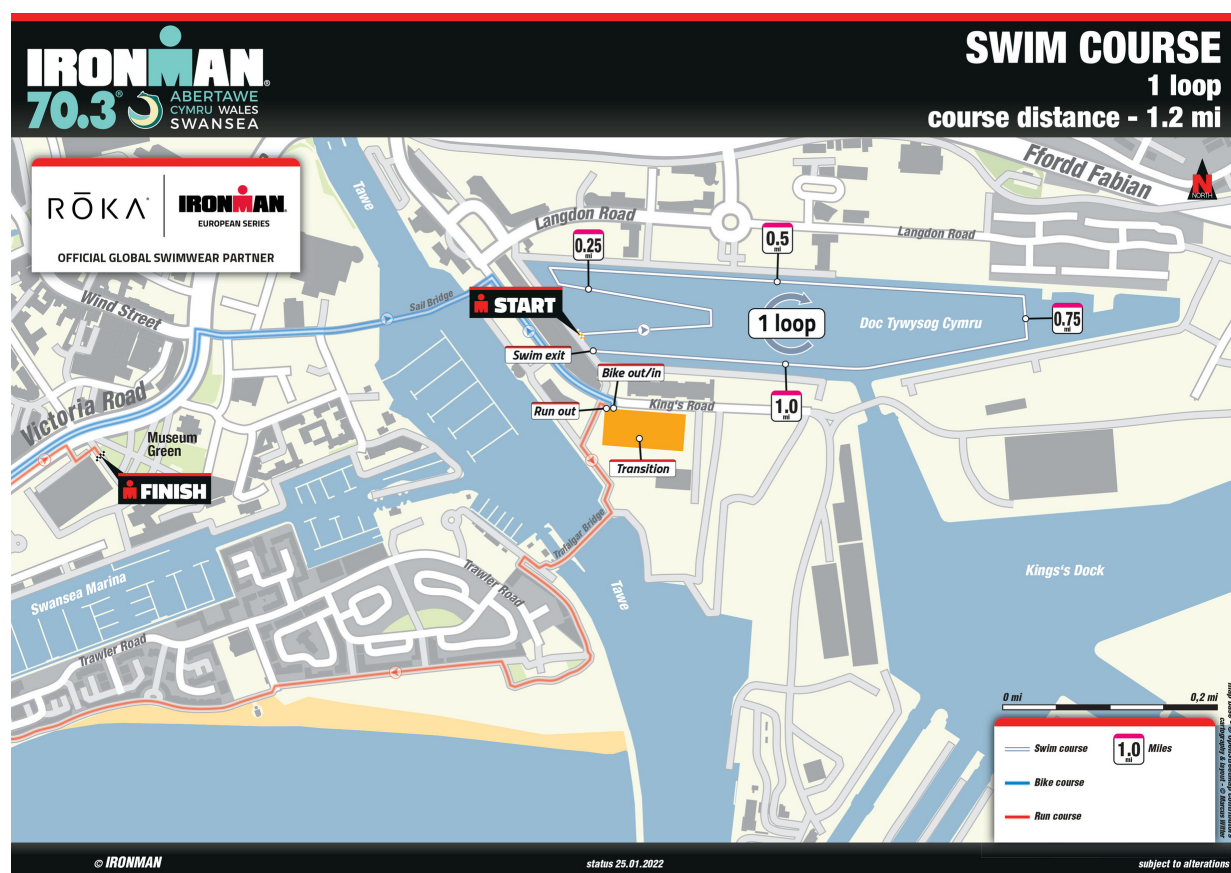 SWIM COURSE
1 loop
course distance - 1.2 mi
IRONMAN®
70.3®
ABERTAWE
CYMRU WALES
SWANSEA
RŌKA
IRONMAN
EUROPEAN SERIES
OFFICIAL GLOBAL SWIMWEAR PARTNER
Ffordd Fabian
NORTH
Tawe
Langdon Road
Langdon Road
0.25
mi
0.5
mi
Wind Street
Sail Bridge
START
1 loop
Doc Tywysog Cymru
0.75
mi
Swim exit
Bike out/in
Victoria Road
Run out
King's Road
1.0
mi
Museum
Green
Transition
FINISH
Trafalgar Bridge
Swansea Marina
Trawler Road
Tawe
Kings's Dock
Trawler Road
0 mi
0,2 mi
Swim course
1.0
mi
Miles
Bike course
Run course
© IRONMAN
status 25.01.2022
subject to alterations